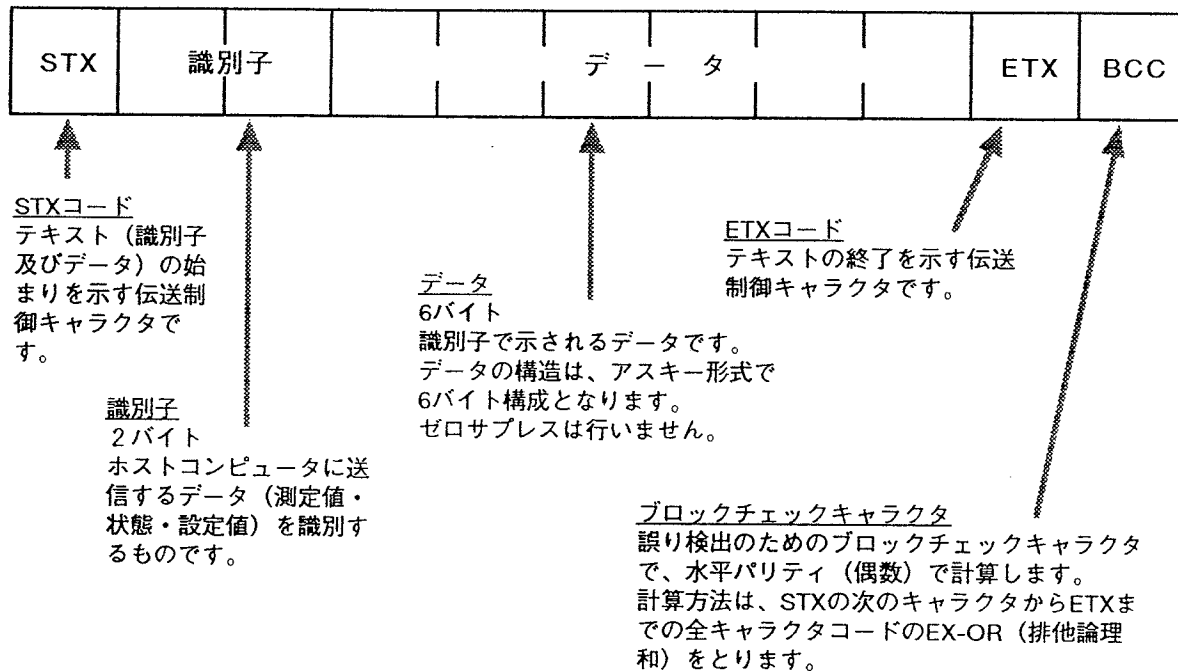 STX 識別子 デ ー タ ETX BCC
STXコード
テキスト（識別子
及びデータ）の始
まりを示す伝送制
御キャラクタで
す。
識別子
２バイト
ホストコンピュータに送
信するデータ（測定値・
状態・設定値）を識別す
るものです。
データ
6バイト
識別子で示されるデータです。
データの構造は、アスキー形式で
6バイト構成となります。
ゼロサプレスは行いません。
ETXコード
テキストの終了を示す伝送
制御キャラクタです。
ブロックチェックキャラクタ
誤り検出のためのブロックチェックキャラクタ
で、水平パリティ（偶数）で計算します。
計算方法は、STXの次のキャラクタからETXま
での全キャラクタコードのEX-OR（排他論理
和）をとります。